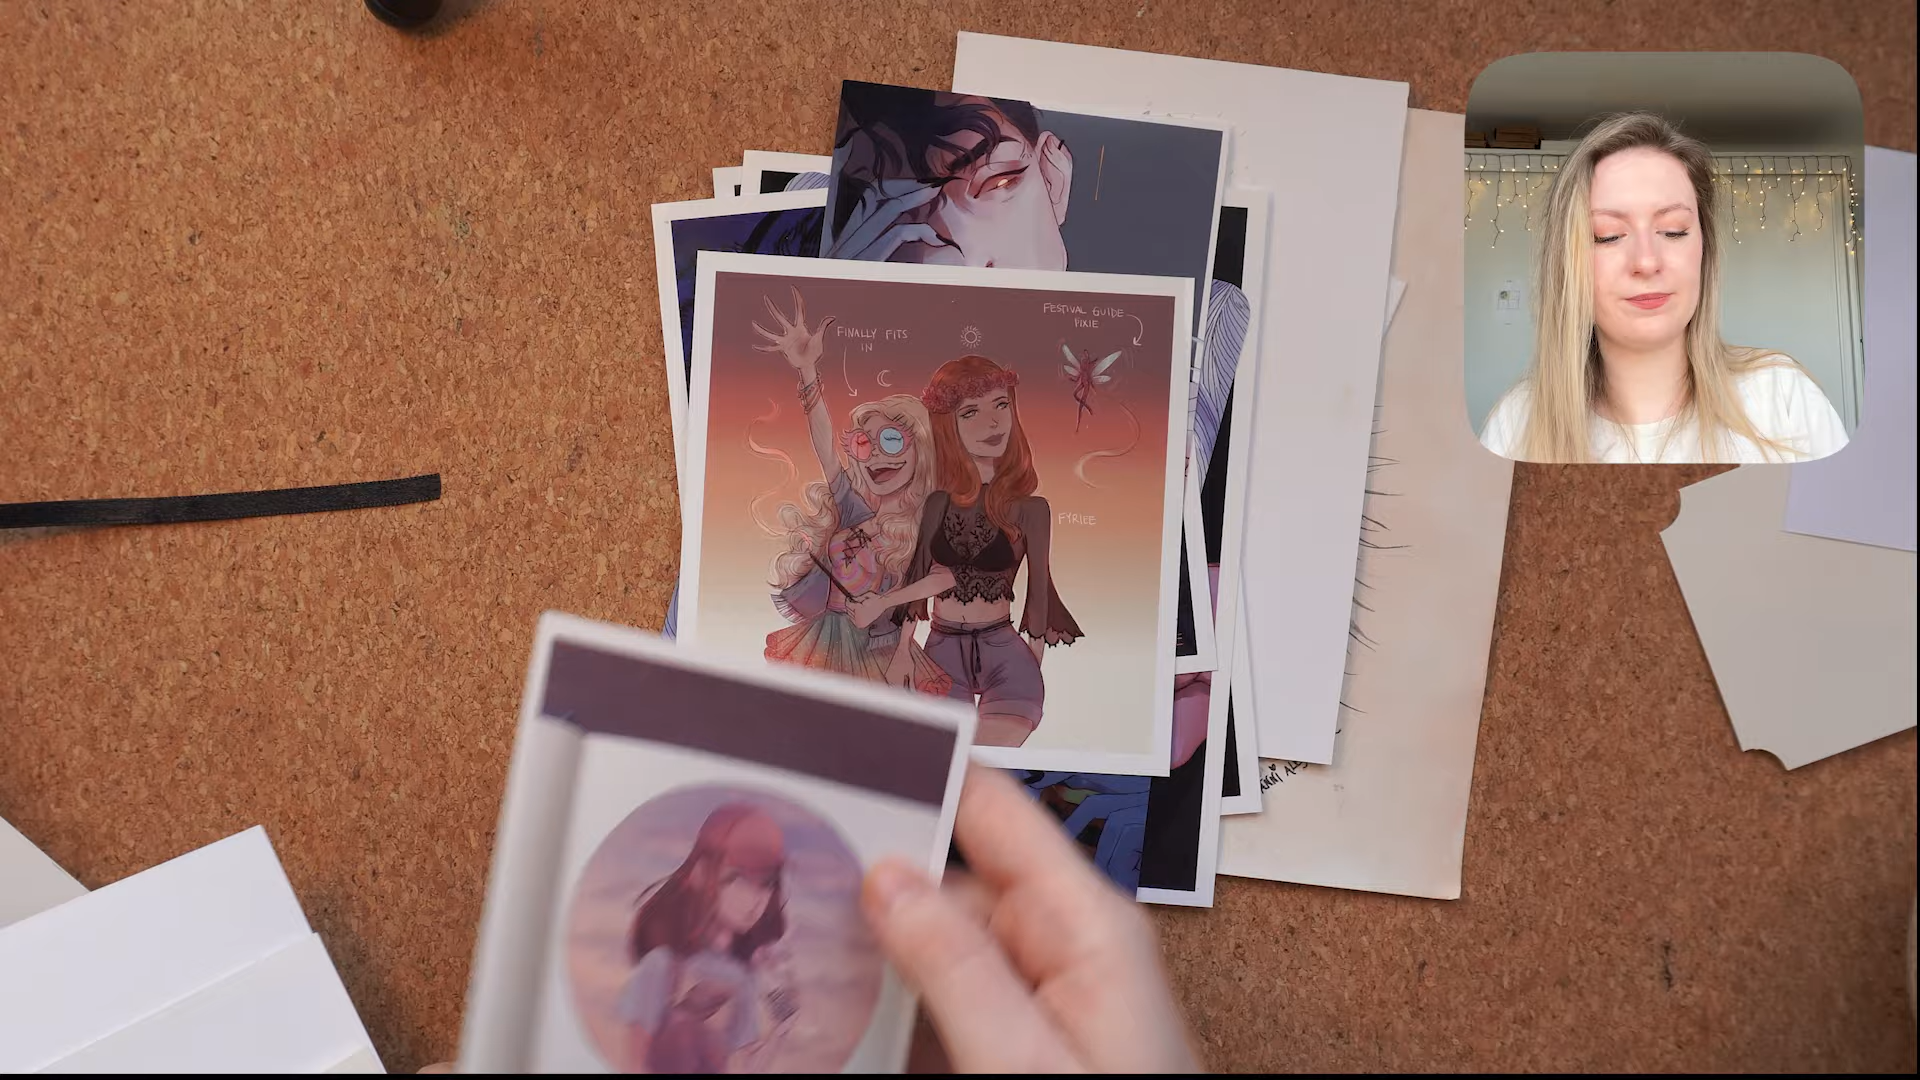 FINALLY FITS
IN
FESTIVAL GUIDE
PIXIE
FYRIEE